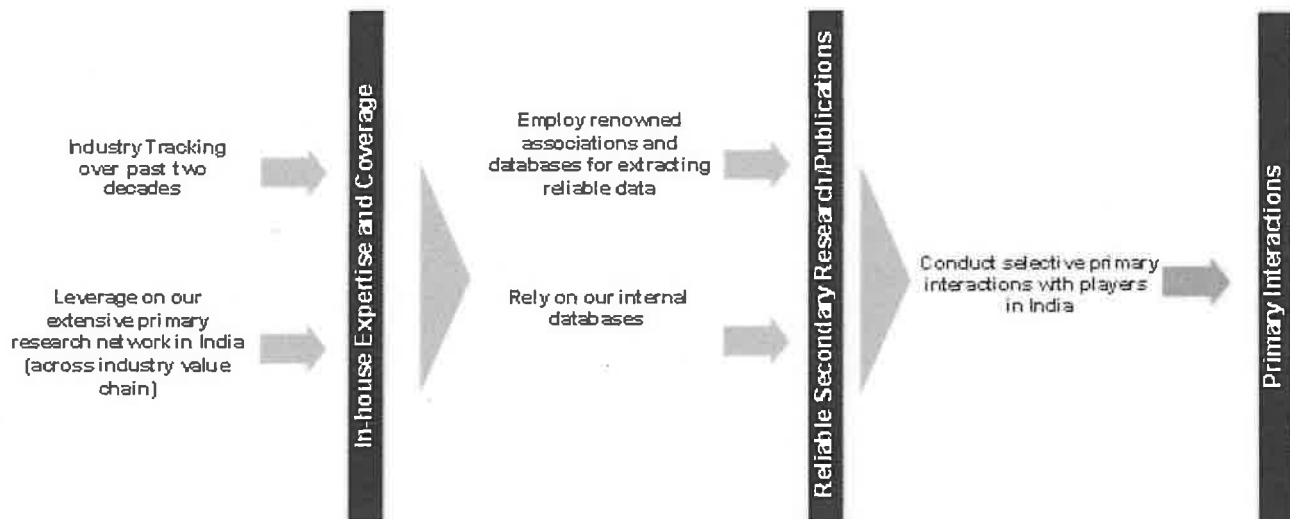 Industry Tracking
over past two
decades
Leverage on our
extensive primary
research network in India
(across industry value
chain)
In-house Expertise and Coverage
Employ renowned
associations and
databases for extracting
reliable data
Rely on our internal
databases
Reliable Secondary Research/Publications
Conduct selective primary
interactions with players
in India
Primary Interactions